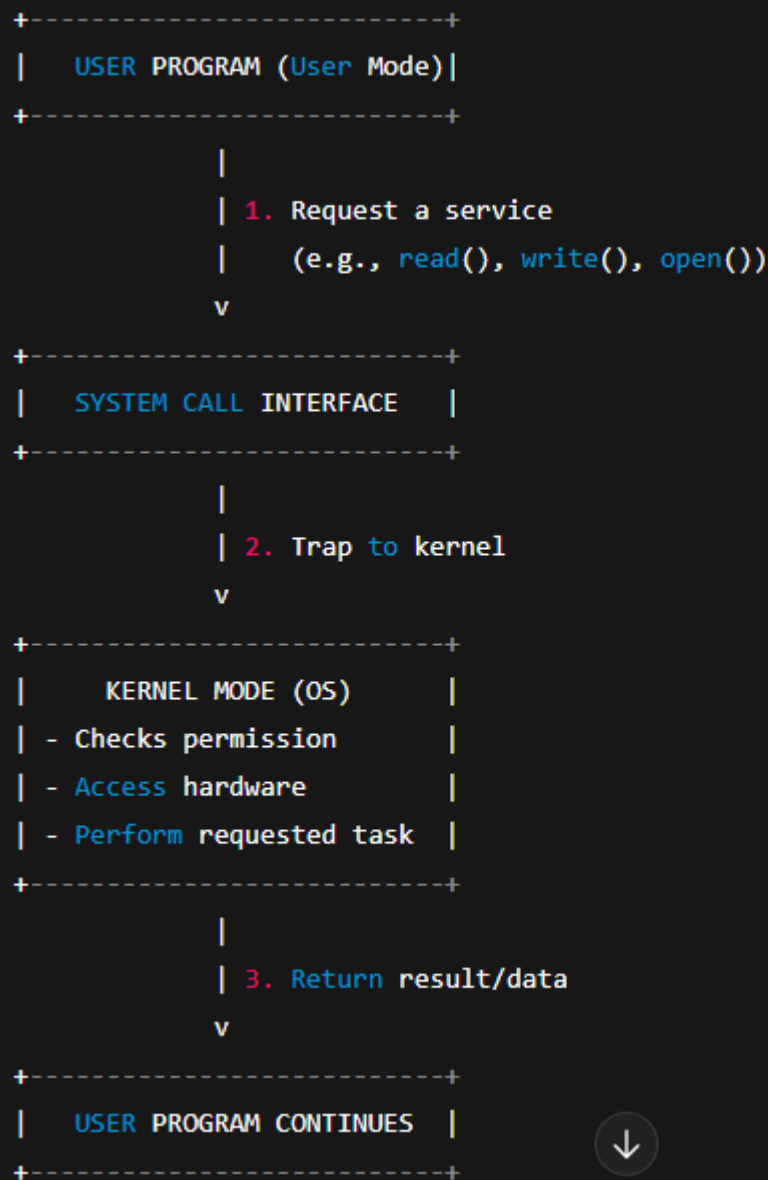 +---------------------------+
|   USER PROGRAM (User Mode)|
+---------------------------+
             |
             | 1. Request a service
             |    (e.g., read(), write(), open())
             v
+---------------------------+
|   SYSTEM CALL INTERFACE   |
+---------------------------+
             |
             | 2. Trap to kernel
             v
+---------------------------+
|     KERNEL MODE (OS)      |
| - Checks permission       |
| - Access hardware         |
| - Perform requested task  |
+---------------------------+
             |
             | 3. Return result/data
             v
+---------------------------+
|   USER PROGRAM CONTINUES  |
+---------------------------+